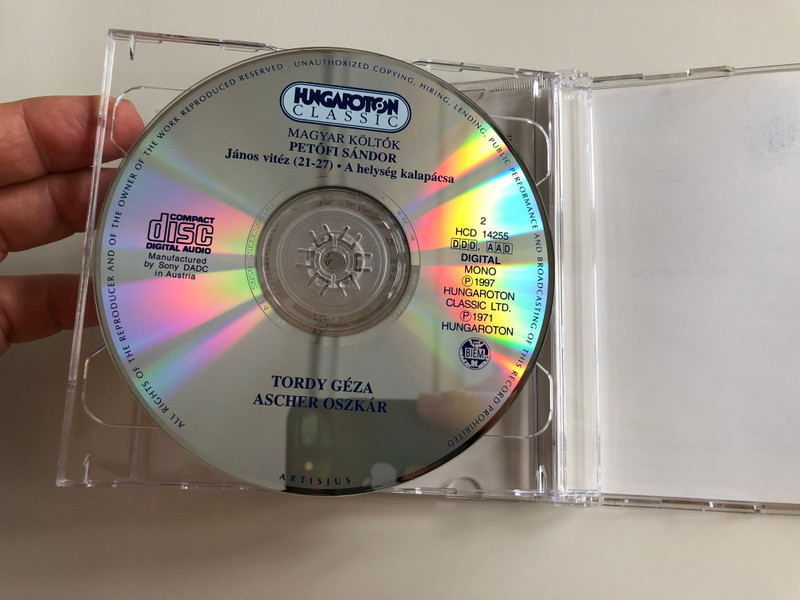 ALL RIGHTS OF THE REPRODUCER AND OF THE OWNER OF THE WORK REPRODUCED RESERVED . UNAUTHORIZED COPYING, HIRING, LENDING, PUBLIC PERFORMANCE AND BROADCASTING OF THIS RECORD PROHIBITED
HUNGAROTON
CLASSIC
MAGYAR KÖLTŐK
PETŐFI SÁNDOR
János vitéz (21-27) • A helység kalapácsa
COMPACT
disc
DIGITAL AUDIO
Manufactured
by Sony DADC
in Austria
2
HCD 14255
DDD, AAD
DIGITAL
MONO
Ⓟ 1997
HUNGAROTON
CLASSIC LTD.
Ⓟ 1971
HUNGAROTON
BIEM
TORDY GÉZA
ASCHER OSZKÁR
ARTISJUS